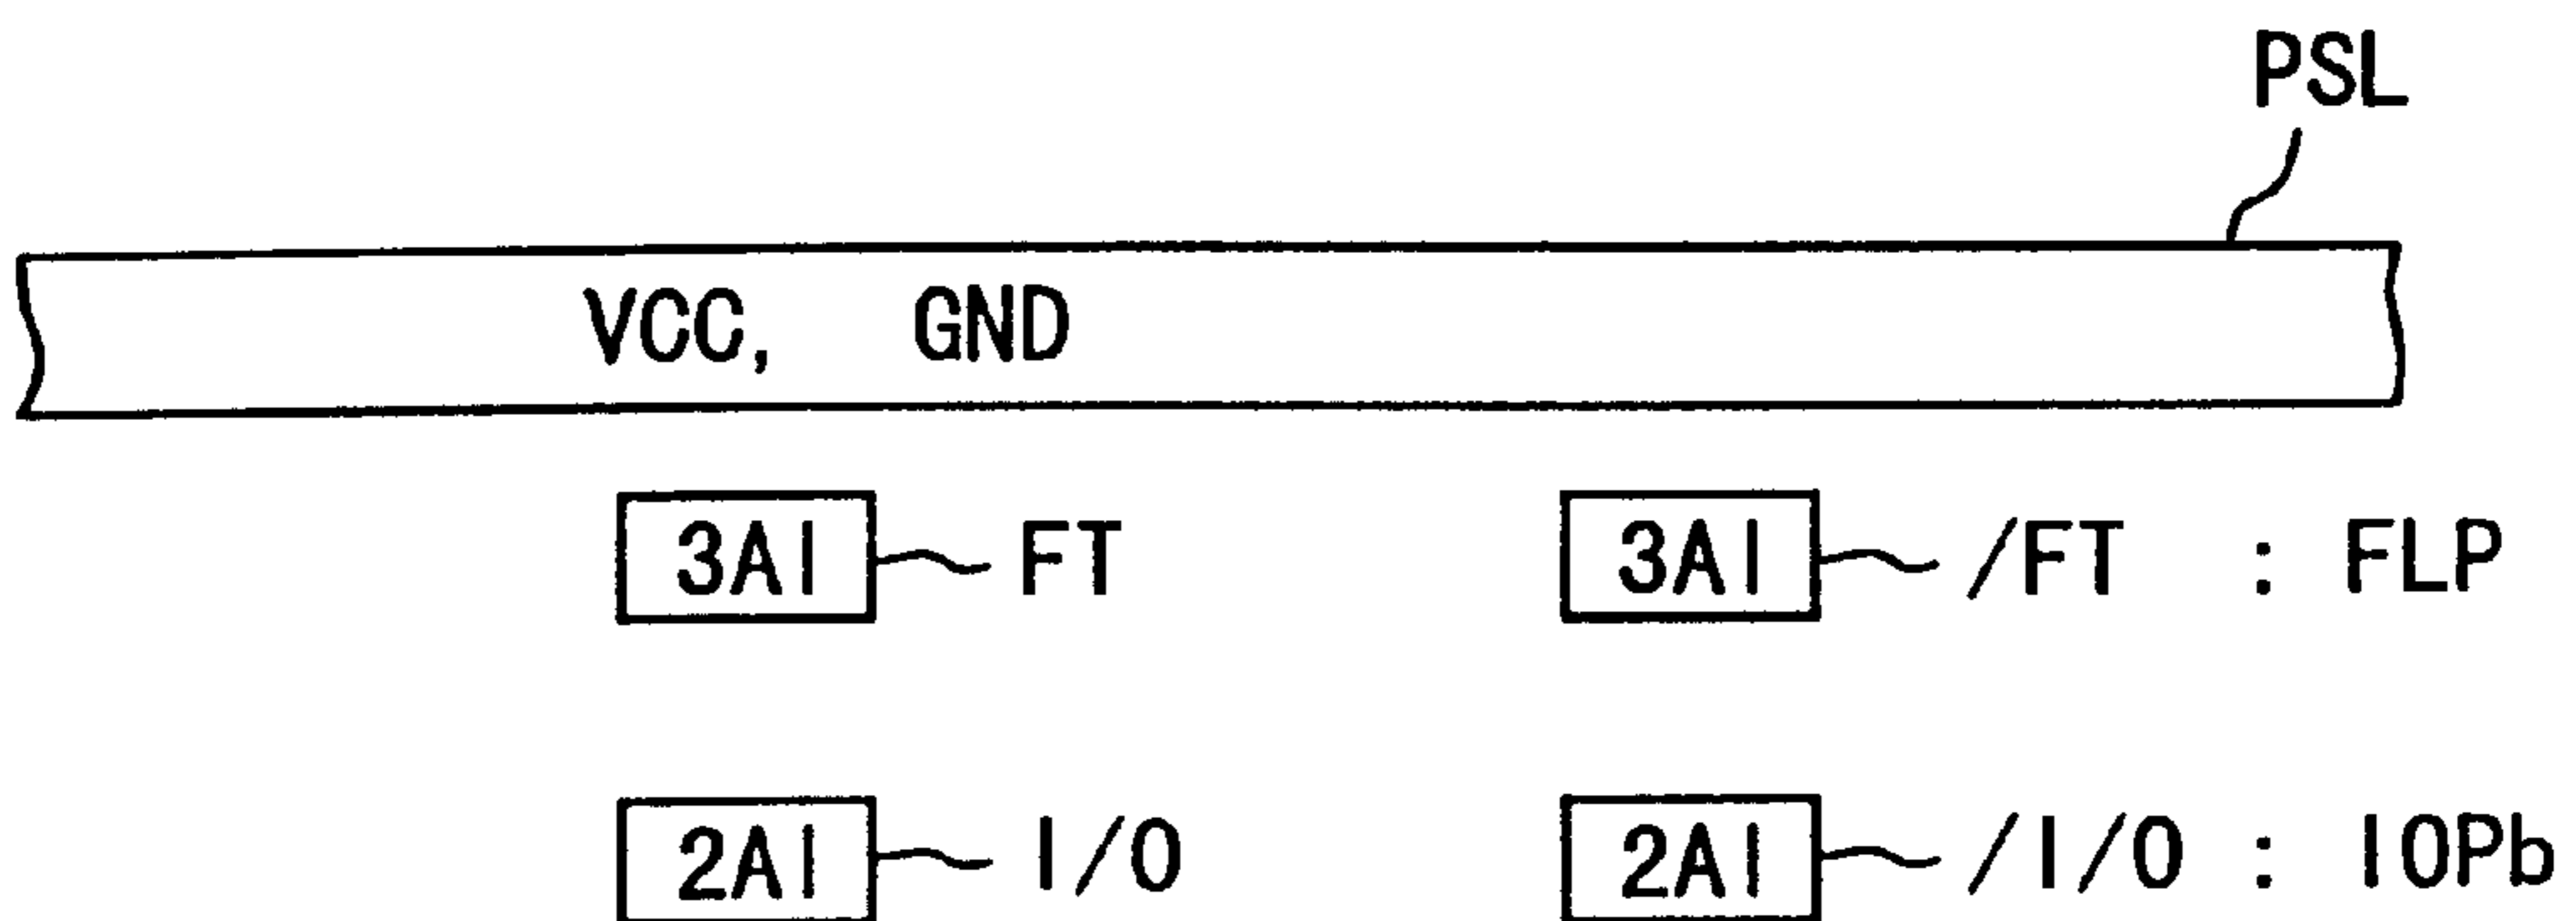 PSL
VCC, GND
3Al FT 3Al /FT : FLP
2Al I/O 2Al /I/O : IOPb